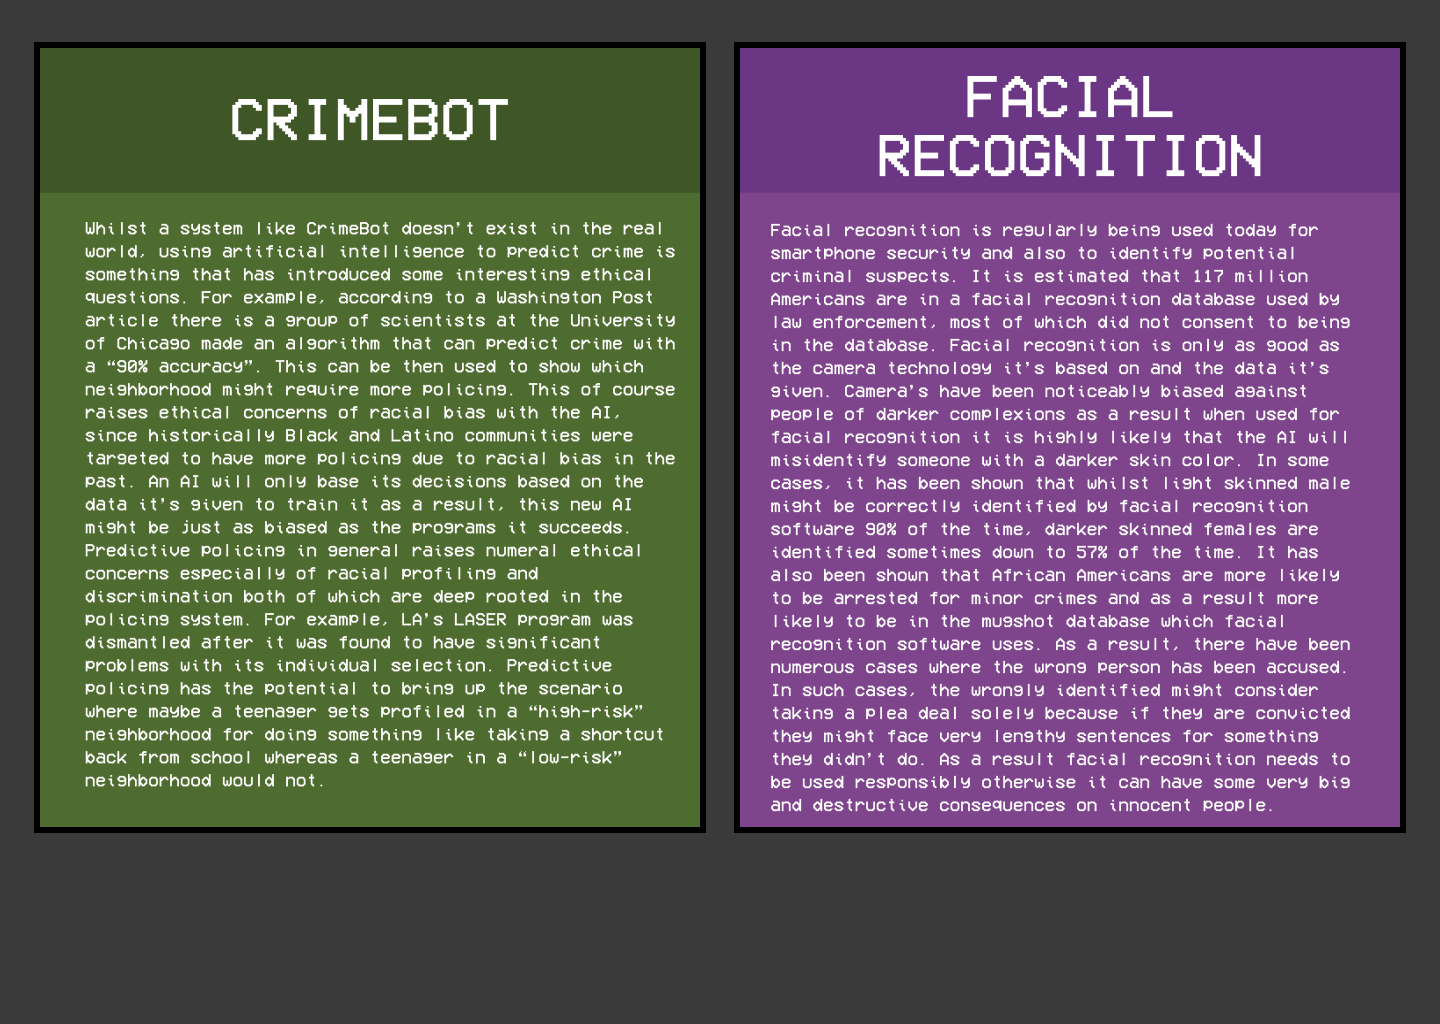 CRIMEBOT
Whilst a system like CrimeBot doesn't exist in the real
world, using artificial intelligence to predict crime is
something that has introduced some interesting ethical
questions. For example, according to a Washington Post
article there is a group of scientists at the University
of Chicago made an algorithm that can predict crime with
a “90% accuracy”. This can be then used to show which
neighborhood might require more policing. This of course
raises ethical concerns of racial bias with the AI,
since historically Black and Latino communities were
targeted to have more policing due to racial bias in the
past. An AI will only base its decisions based on the
data it's given to train it as a result, this new AI
might be just as biased as the programs it succeeds.
Predictive policing in general raises numeral ethical
concerns especially of racial profiling and
discrimination both of which are deep rooted in the
policing system. For example, LA's LASER program was
dismantled after it was found to have significant
problems with its individual selection. Predictive
policing has the potential to bring up the scenario
where maybe a teenager gets profiled in a “high-risk”
neighborhood for doing something like taking a shortcut
back from school whereas a teenager in a “low-risk”
neighborhood would not.
FACIAL
RECOGNITION
Facial recognition is regularly being used today for
smartphone security and also to identify potential
criminal suspects. It is estimated that 117 million
Americans are in a facial recognition database used by
law enforcement, most of which did not consent to being
in the database. Facial recognition is only as good as
the camera technology it's based on and the data it's
given. Camera's have been noticeably biased against
people of darker complexions as a result when used for
facial recognition it is highly likely that the AI will
misidentify someone with a darker skin color. In some
cases, it has been shown that whilst light skinned male
might be correctly identified by facial recognition
software 90% of the time, darker skinned females are
identified sometimes down to 57% of the time. It has
also been shown that African Americans are more likely
to be arrested for minor crimes and as a result more
likely to be in the mugshot database which facial
recognition software uses. As a result, there have been
numerous cases where the wrong person has been accused.
In such cases, the wrongly identified might consider
taking a plea deal solely because if they are convicted
they might face very lengthy sentences for something
they didn't do. As a result facial recognition needs to
be used responsibly otherwise it can have some very big
and destructive consequences on innocent people.